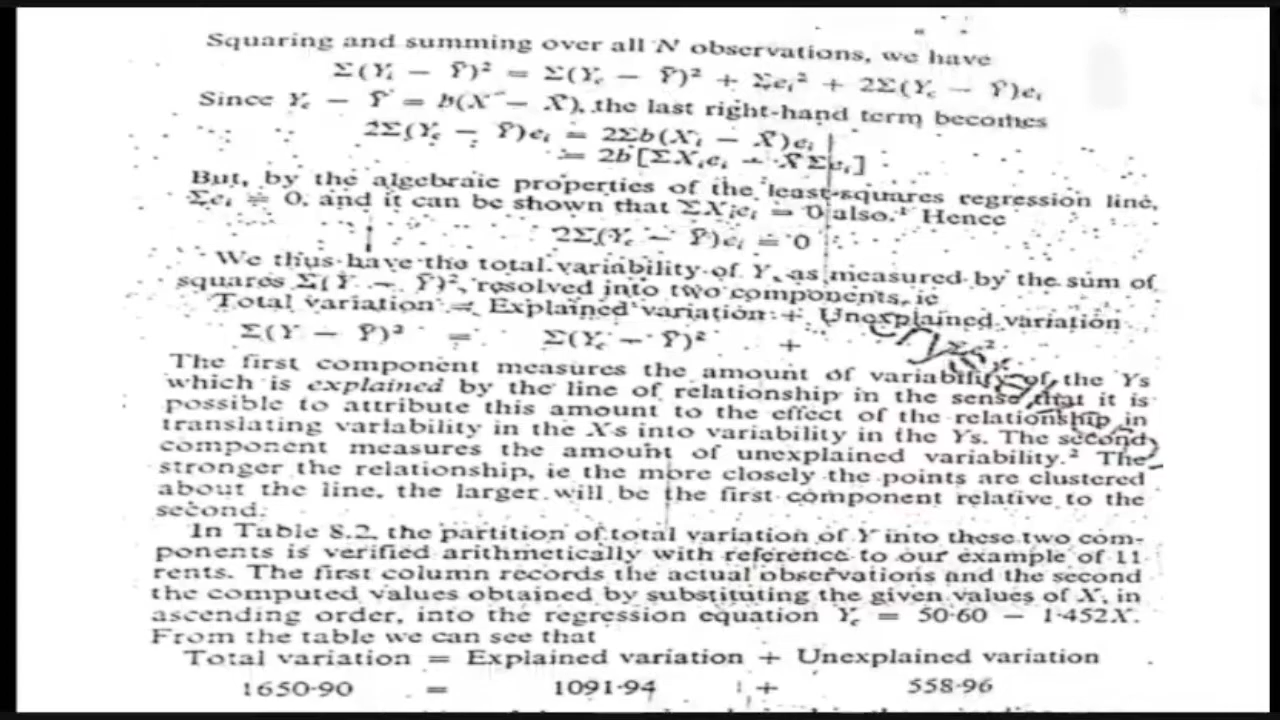 Squaring and summing over all N observations, we have
Σ(Yᵢ − Ȳ)² = Σ(Y꜀ − Ȳ)² + Σeᵢ² + 2Σ(Y꜀ − Ȳ)eᵢ
Since Y꜀ − Ȳ = b(X − X̄), the last right-hand term becomes
2Σ(Y꜀ − Ȳ)eᵢ = 2Σb(Xᵢ − X̄)eᵢ
= 2b[ΣXᵢeᵢ − X̄Σeᵢ]
But, by the algebraic properties of the least-squares regression line,
Σeᵢ = 0, and it can be shown that ΣXᵢeᵢ = 0 also.¹ Hence
2Σ(Y꜀ − Ȳ)eᵢ = 0
We thus have the total variability of Y, as measured by the sum of
squares Σ(Y − Ȳ)², resolved into two components, ie
Total variation = Explained variation + Unexplained variation
Σ(Y − Ȳ)² = Σ(Y꜀ − Ȳ)² +
The first component measures the amount of variability of the Ys
which is explained by the line of relationship in the sense that it is
possible to attribute this amount to the effect of the relationship in
translating variability in the Xs into variability in the Ys. The second
component measures the amount of unexplained variability.² The
stronger the relationship, ie the more closely the points are clustered
about the line, the larger will be the first component relative to the
second.
In Table 8.2, the partition of total variation of Y into these two com-
ponents is verified arithmetically with reference to our example of 11
rents. The first column records the actual observations and the second
the computed values obtained by substituting the given values of X, in
ascending order, into the regression equation Y꜀ = 50·60 − 1·452X.
From the table we can see that
Total variation = Explained variation + Unexplained variation
1650·90 = 1091·94 + 558·96